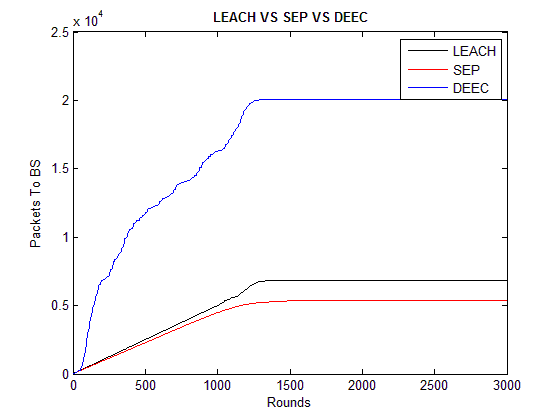 LEACH VS SEP VS DEEC
x 10^4
2.5
2
1.5
1
0.5
0
Packets To BS
LEACH
SEP
DEEC
0 500 1000 1500 2000 2500 3000
Rounds